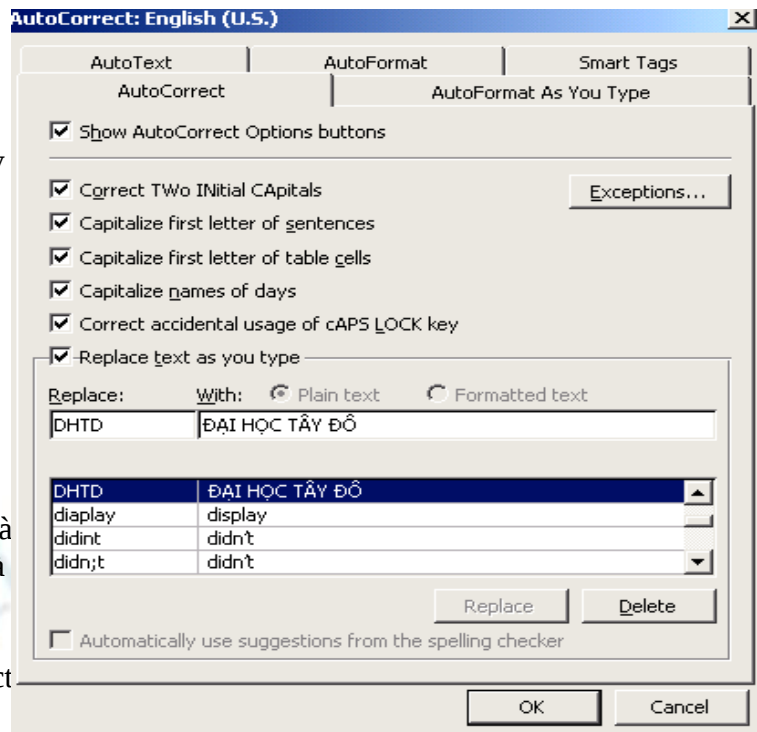 AutoCorrect: English (U.S.)
AutoText AutoFormat Smart Tags
AutoCorrect AutoFormat As You Type
Show AutoCorrect Options buttons
Correct TWo INitial CApitals Exceptions...
Capitalize first letter of sentences
Capitalize first letter of table cells
Capitalize names of days
Correct accidental usage of cAPS LOCK key
Replace text as you type
Replace: With: Plain text Formatted text
DHTD ĐẠI HỌC TÂY ĐÔ
DHTD ĐẠI HỌC TÂY ĐÔ
diaplay display
didint didn't
didn;t didn't
Replace Delete
Automatically use suggestions from the spelling checker
OK Cancel